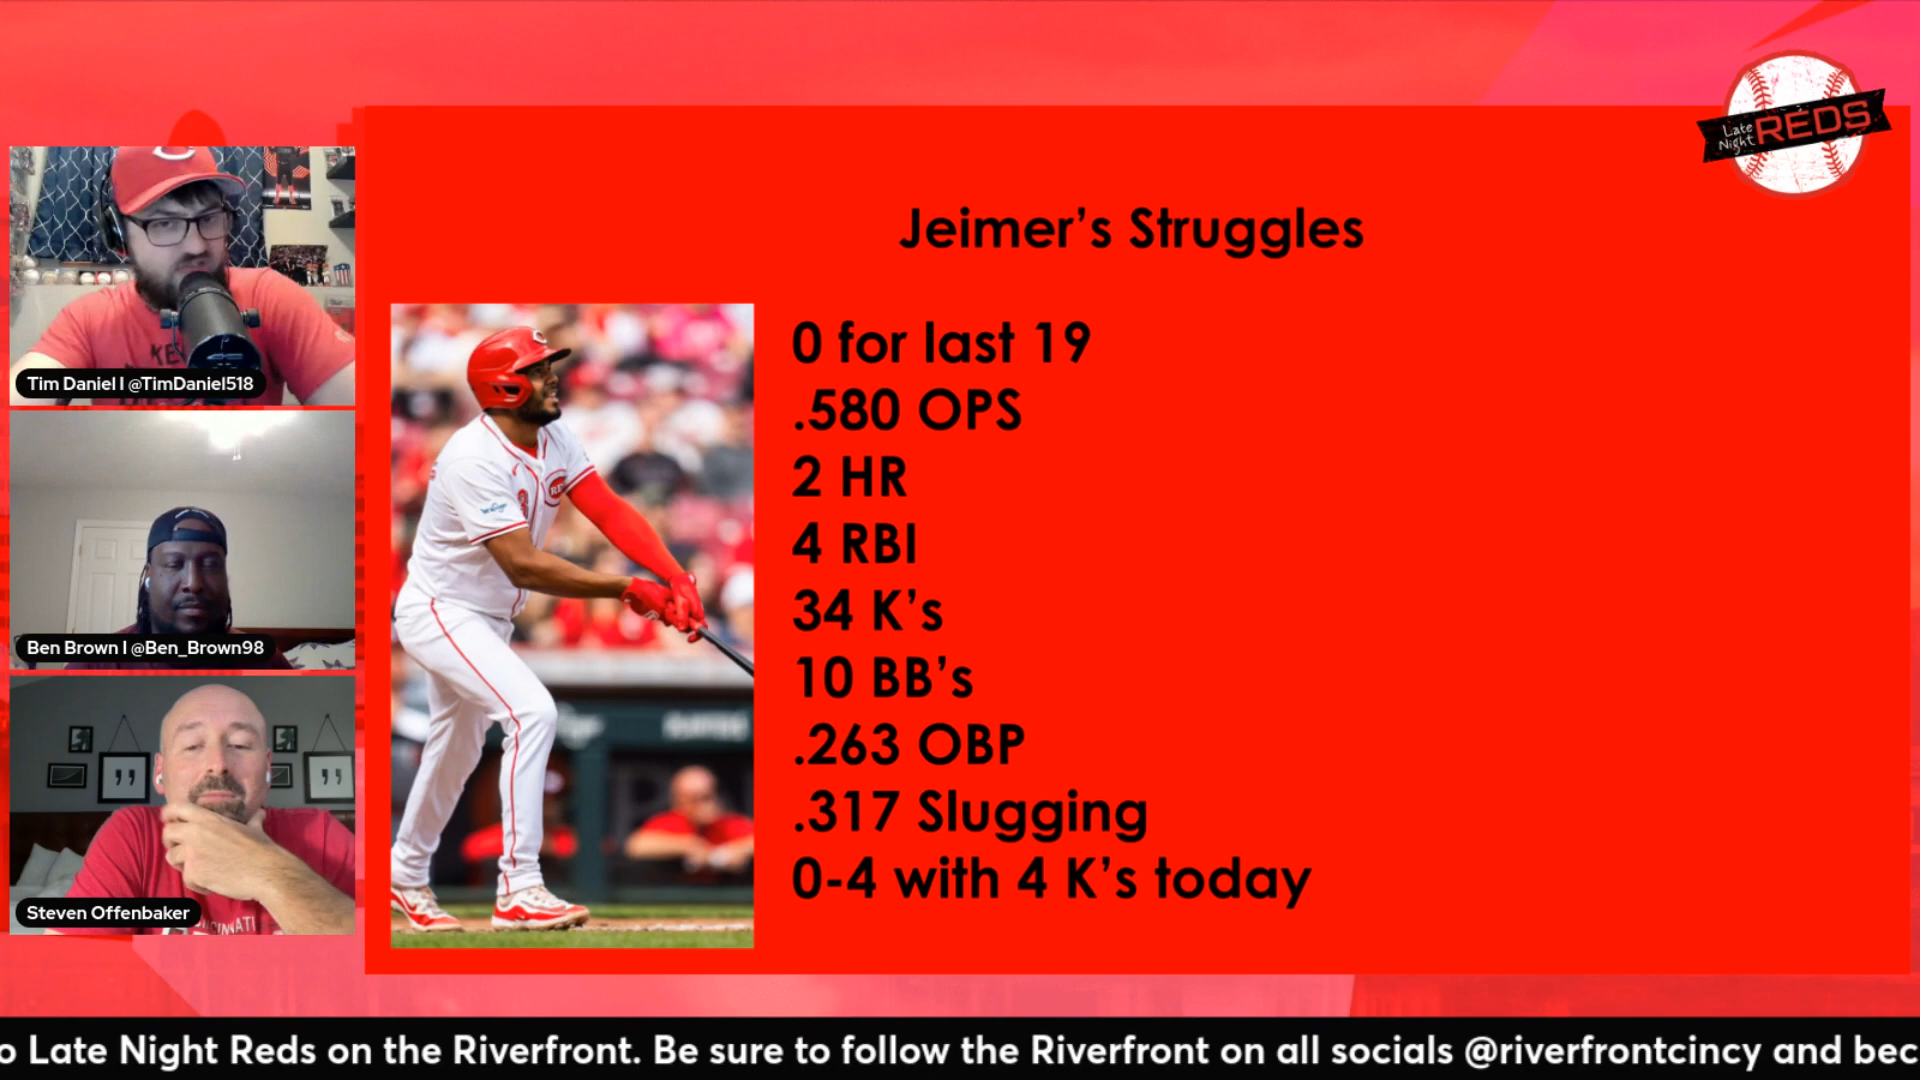 Late Night REDS
Jeimer's Struggles
0 for last 19
.580 OPS
2 HR
4 RBI
34 K's
10 BB's
.263 OBP
.317 Slugging
0-4 with 4 K's today
Tim Daniel | @TimDaniel518
Ben Brown | @Ben_Brown98
Steven Offenbaker
o Late Night Reds on the Riverfront. Be sure to follow the Riverfront on all socials @riverfrontcincy and bec